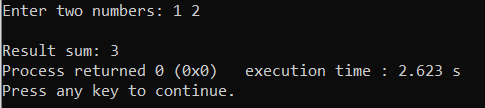 Enter two numbers: 1 2
Result sum: 3
Process returned 0 (0x0)   execution time : 2.623 s
Press any key to continue.